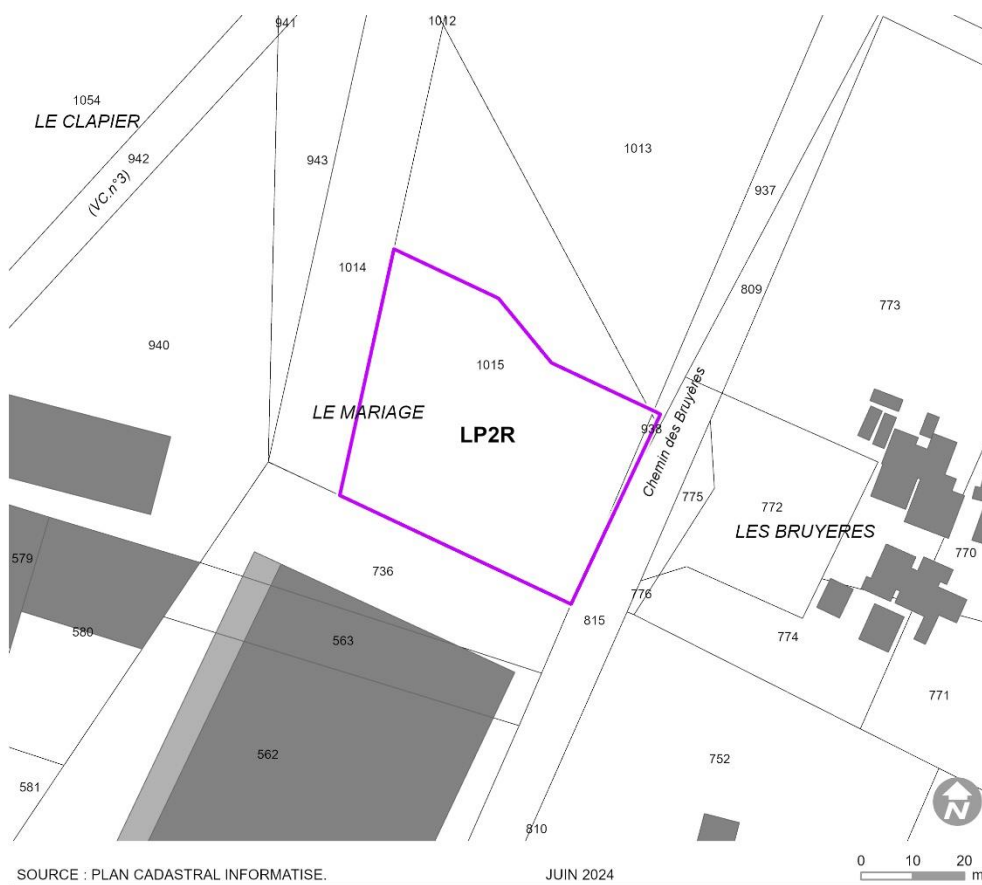 941
1012
1054
LE CLAPIER
942
943
1013
(VC.n°3)
937
1014
809
773
940
1015
LE MARIAGE
938
LP2R
Chemin des Bruyères
775
772
LES BRUYERES
579
770
736
776
580
563
815
774
771
562
752
581
810
N
SOURCE : PLAN CADASTRAL INFORMATISE.
JUIN 2024
0 10 20
m